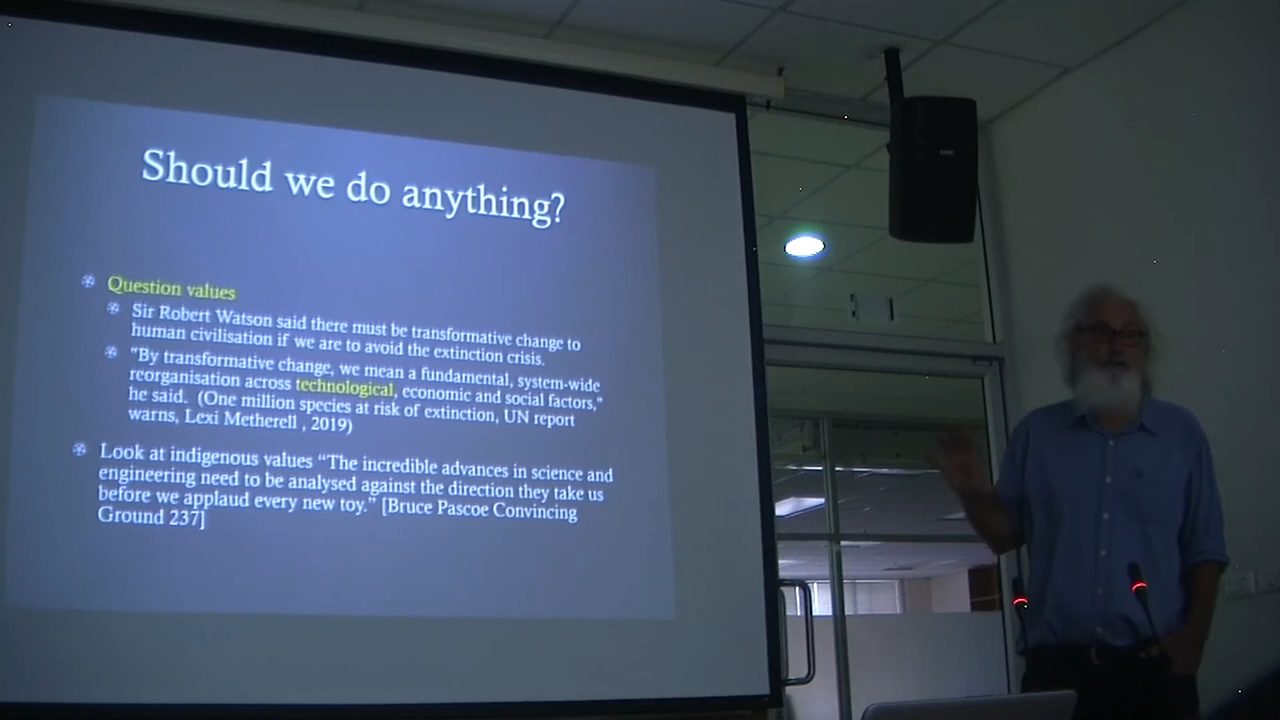 Should we do anything?
Question values
Sir Robert Watson said there must be transformative change to
human civilisation if we are to avoid the extinction crisis.
"By transformative change, we mean a fundamental, system-wide
reorganisation across technological, economic and social factors,"
he said. (One million species at risk of extinction, UN report
warns, Lexi Metherell , 2019)
Look at indigenous values “The incredible advances in science and
engineering need to be analysed against the direction they take us
before we applaud every new toy.” [Bruce Pascoe Convincing
Ground 237]